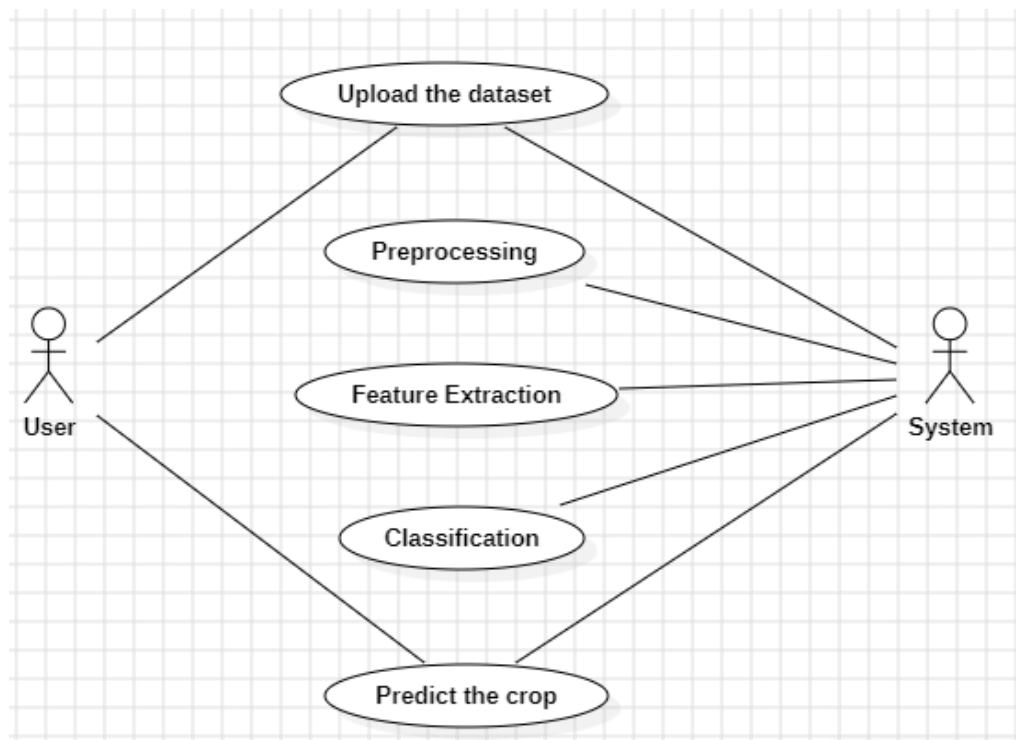 Upload the dataset
Preprocessing
Feature Extraction
User
System
Classification
Predict the crop